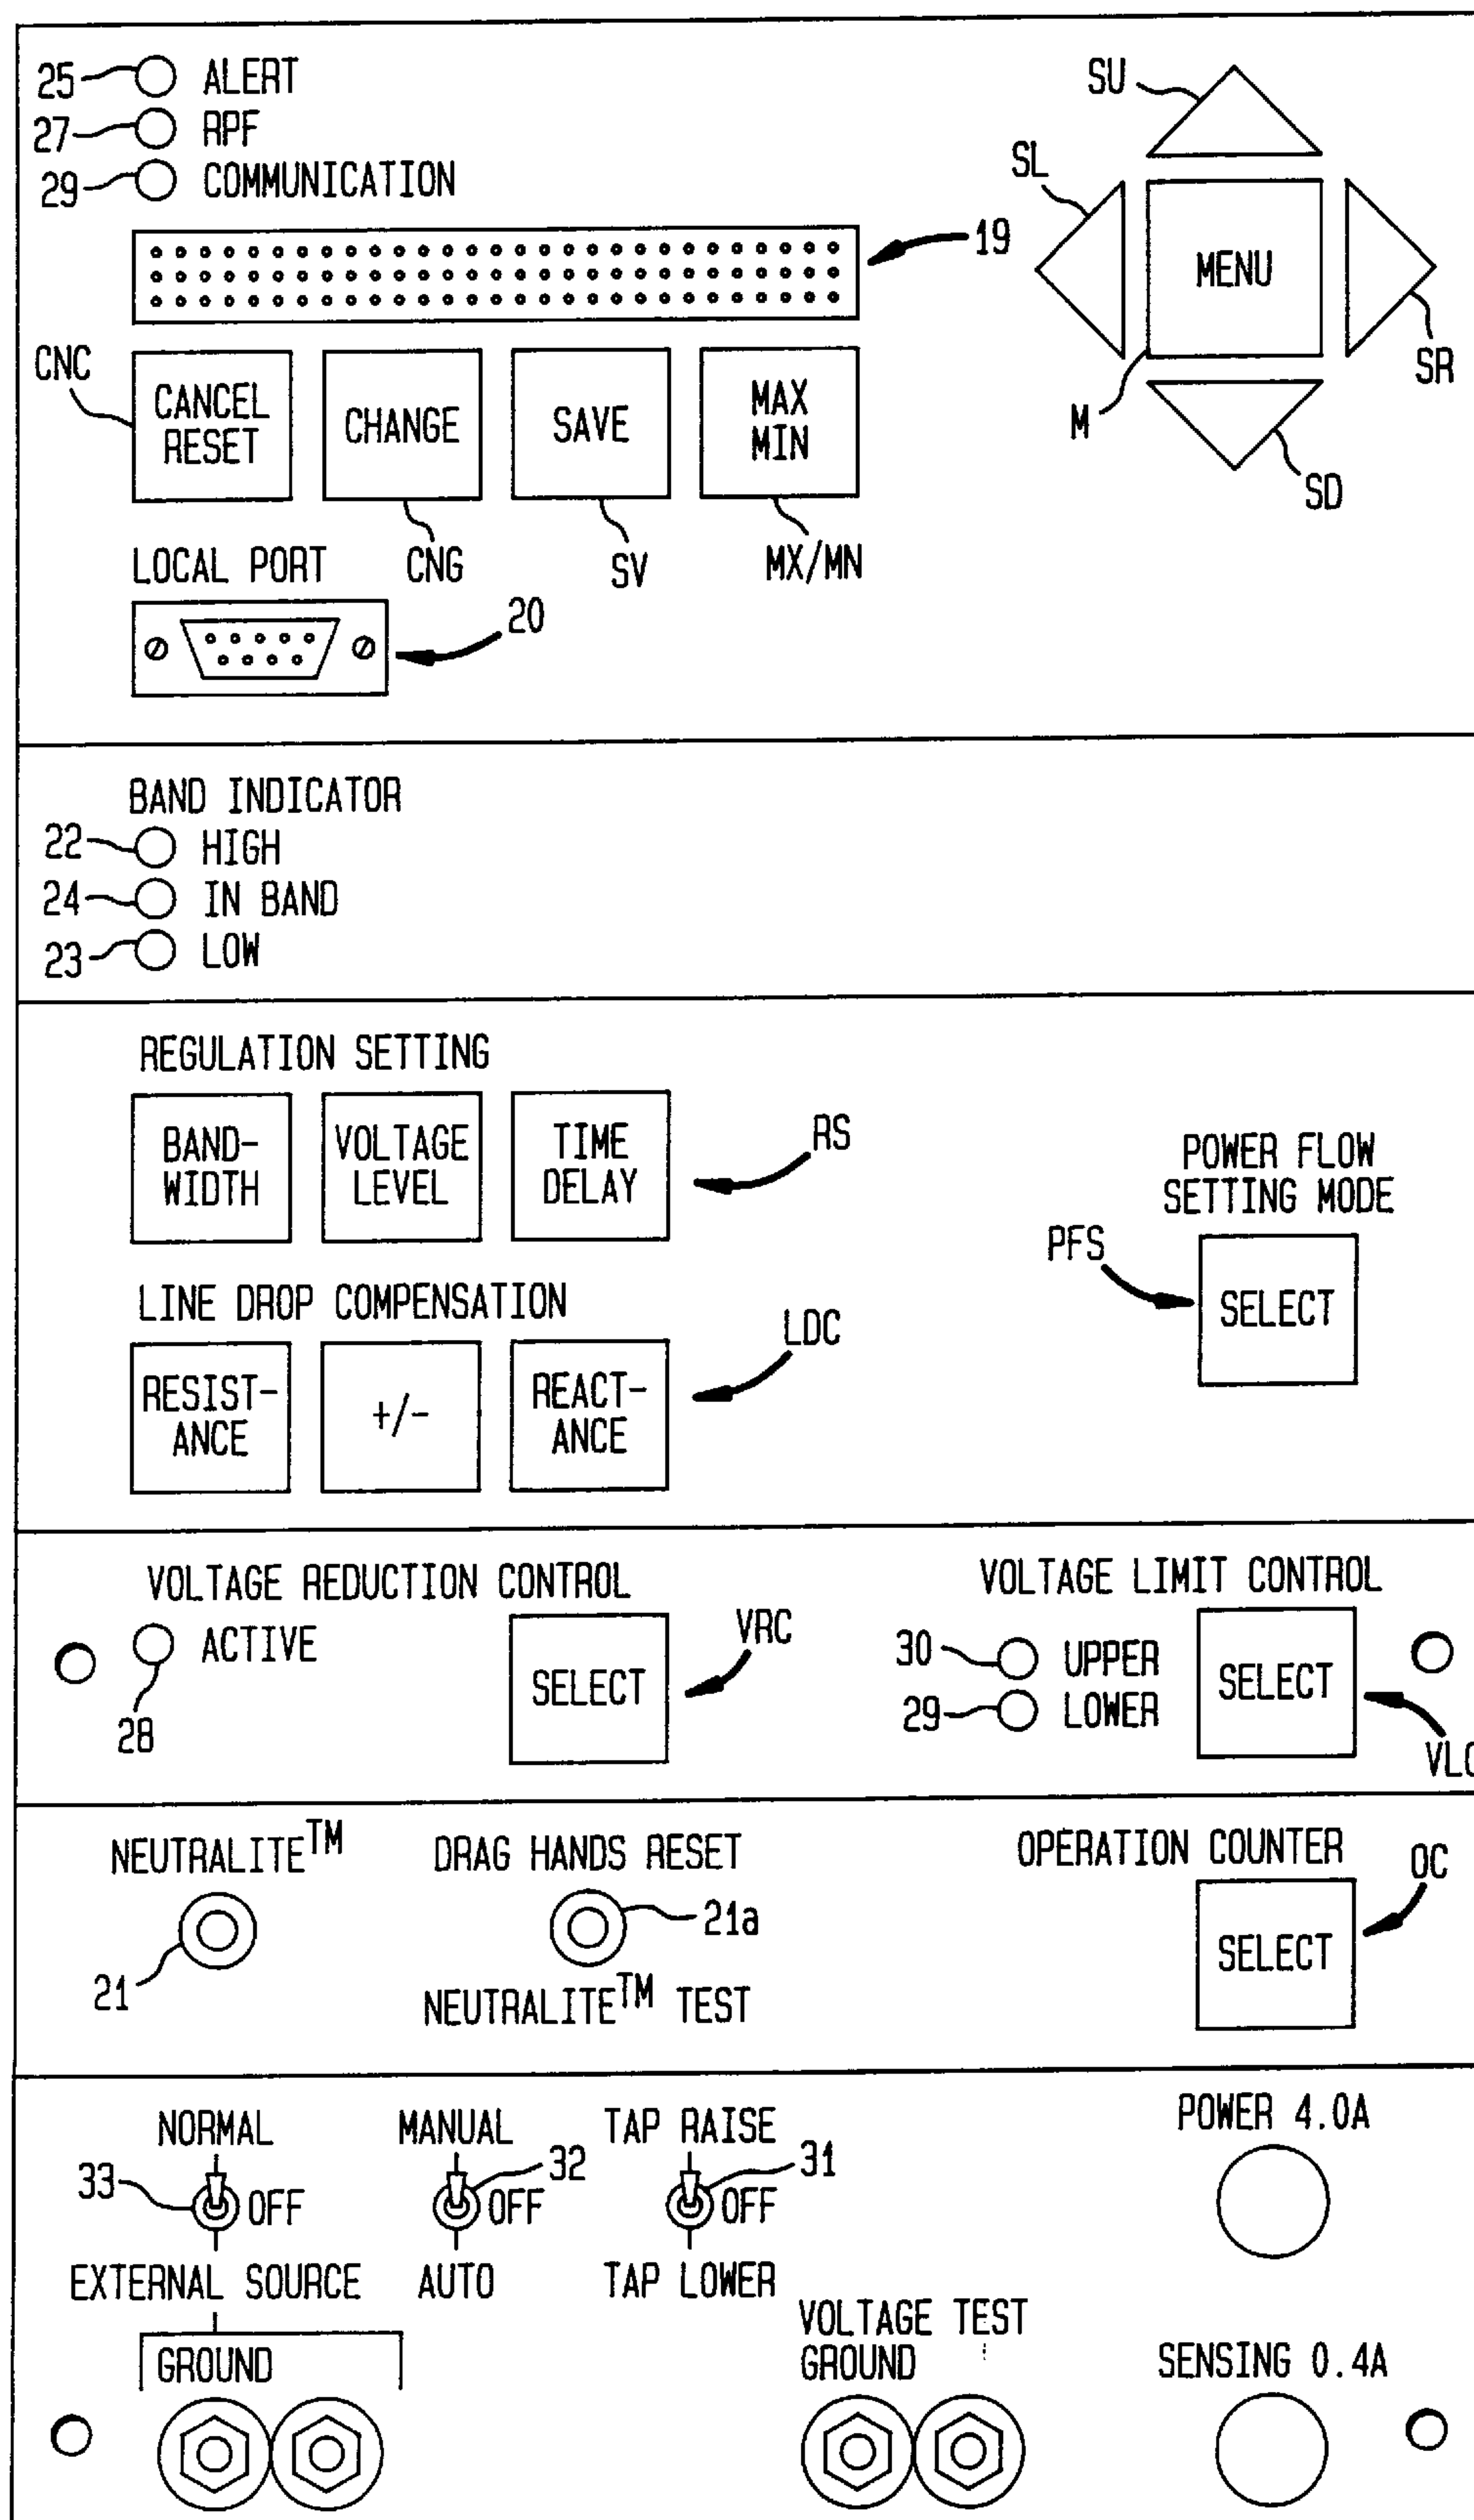 25 ALERT
27 RPF
29 COMMUNICATION
SU
SL
MENU
SR
M
SD
19
CNC
CANCEL
RESET
CHANGE
SAVE
MAX
MIN
CNG
SV
MX/MN
LOCAL PORT
20
BAND INDICATOR
22 HIGH
24 IN BAND
23 LOW
REGULATION SETTING
BAND-
WIDTH
VOLTAGE
LEVEL
TIME
DELAY
RS
POWER FLOW
SETTING MODE
PFS
SELECT
LINE DROP COMPENSATION
RESIST-
ANCE
+/-
REACT-
ANCE
LDC
VOLTAGE REDUCTION CONTROL
ACTIVE
28
SELECT
VRC
VOLTAGE LIMIT CONTROL
30 UPPER
29 LOWER
SELECT
VLC
NEUTRALITE™
21
DRAG HANDS RESET
21a
NEUTRALITE™ TEST
OPERATION COUNTER
OC
SELECT
NORMAL
33 OFF
EXTERNAL SOURCE
GROUND
MANUAL
32
OFF
AUTO
TAP RAISE
31
OFF
TAP LOWER
VOLTAGE TEST
GROUND
POWER 4.0A
SENSING 0.4A